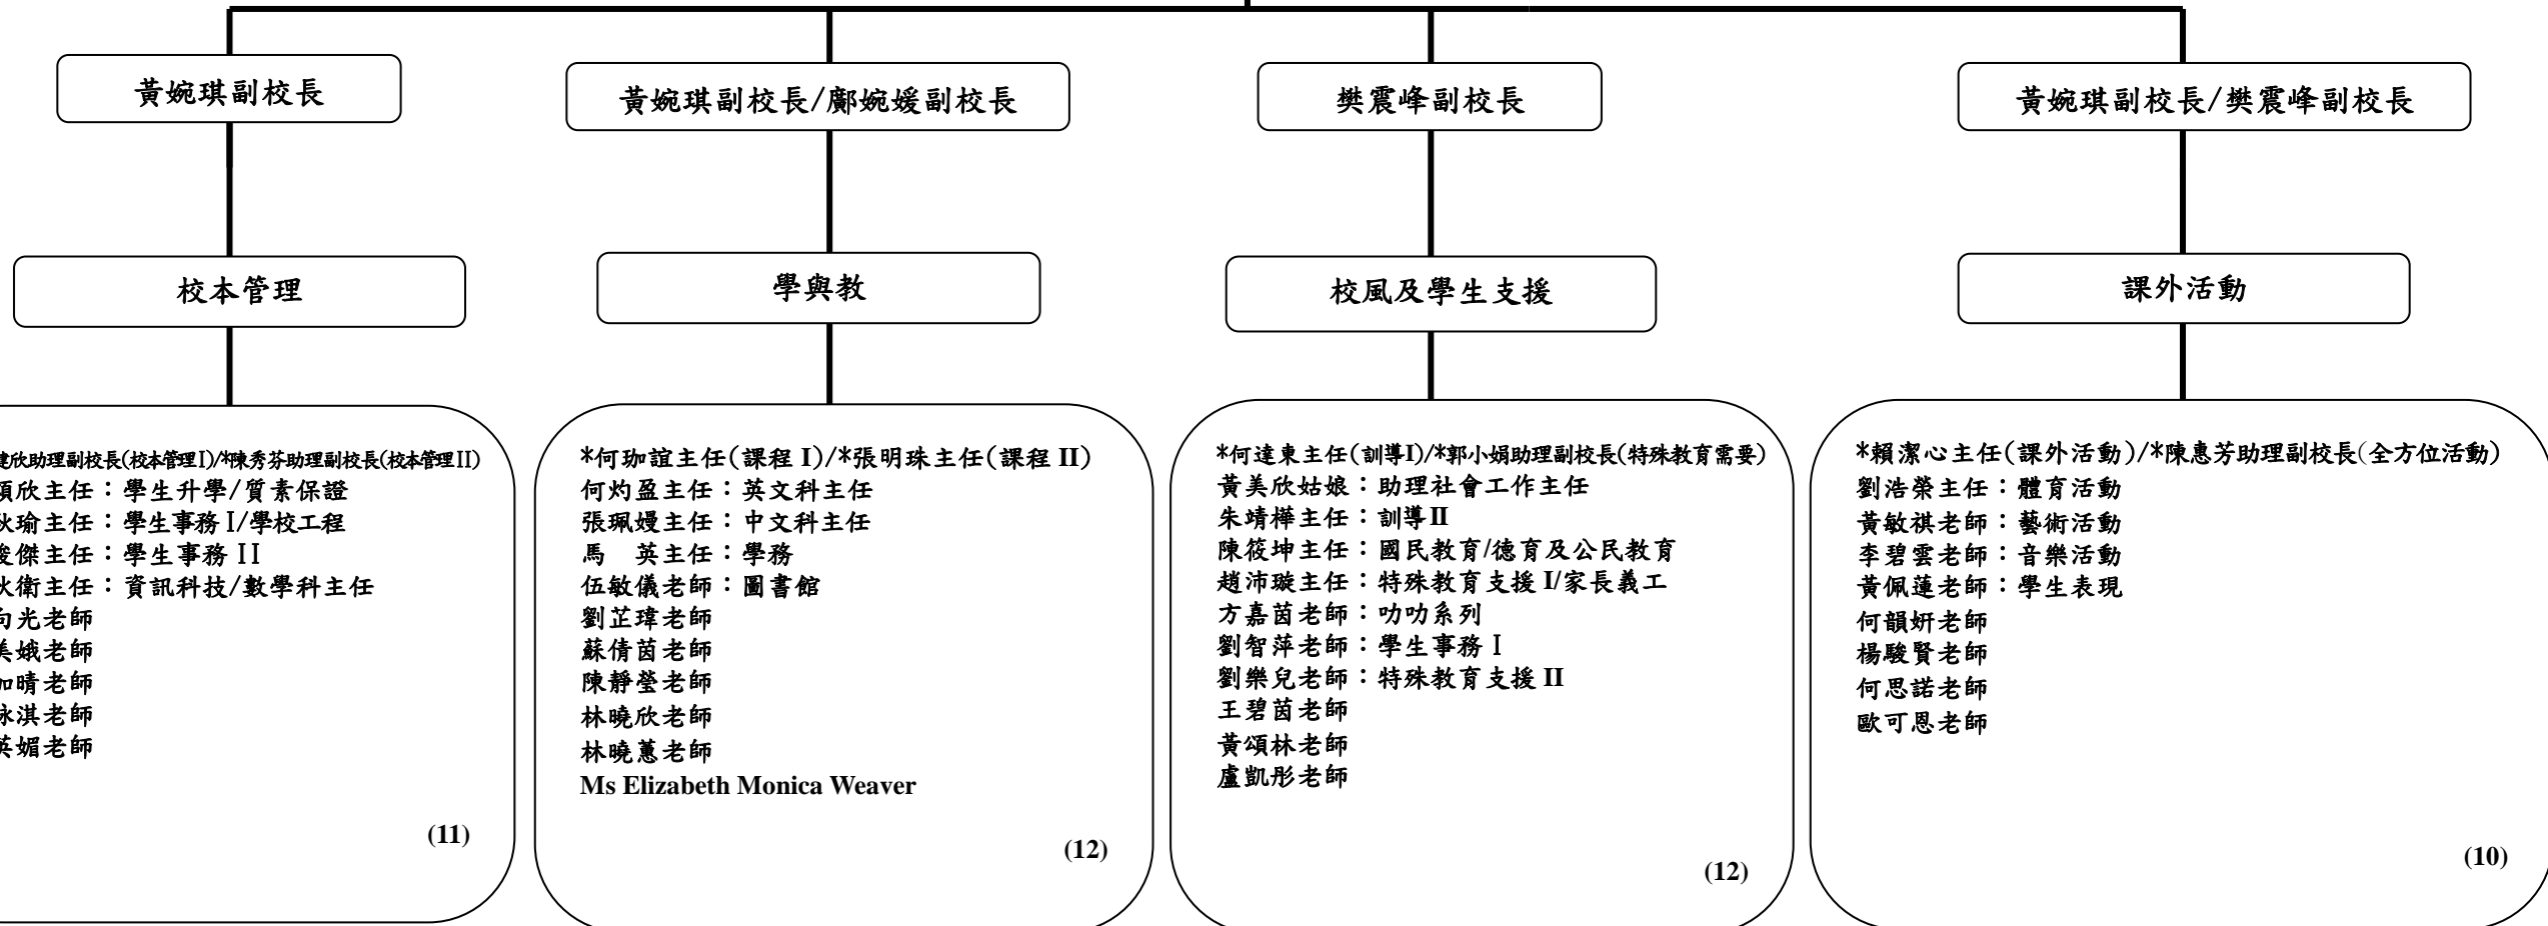 黃婉琪副校長
黃婉琪副校長/鄺婉媛副校長
樊震峰副校長
黃婉琪副校長/樊震峰副校長
校本管理
學與教
校風及學生支援
課外活動
欣助理副校長(校本管理I)/*陳秀芬助理副校長(校本管理II)
欣主任：學生升學/質素保證
瑜主任：學生事務 I/學校工程
傑主任：學生事務 II
衛主任：資訊科技/數學科主任
光老師
娥老師
晴老師
淇老師
媚老師
(11)
*何珈誼主任(課程 I)/*張明珠主任(課程 II)
何灼盈主任：英文科主任
張珮嫚主任：中文科主任
馬　英主任：學務
伍敏儀老師：圖書館
劉芷瑋老師
蘇倩茵老師
陳靜瑩老師
林曉欣老師
林曉蕙老師
Ms Elizabeth Monica Weaver
(12)
*何達東主任(訓導I)/*郭小娟助理副校長(特殊教育需要)
黃美欣姑娘：助理社會工作主任
朱靖樺主任：訓導II
陳筱坤主任：國民教育/德育及公民教育
趙沛璇主任：特殊教育支援 I/家長義工
方嘉茵老師：叻叻系列
劉智萍老師：學生事務 I
劉樂兒老師：特殊教育支援 II
王碧茵老師
黃頌林老師
盧凱彤老師
(12)
*賴潔心主任(課外活動)/*陳惠芳助理副校長(全方位活動)
劉浩榮主任：體育活動
黃敏祺老師：藝術活動
李碧雲老師：音樂活動
黃佩蓮老師：學生表現
何韻妍老師
楊駿賢老師
何思諾老師
歐可恩老師
(10)